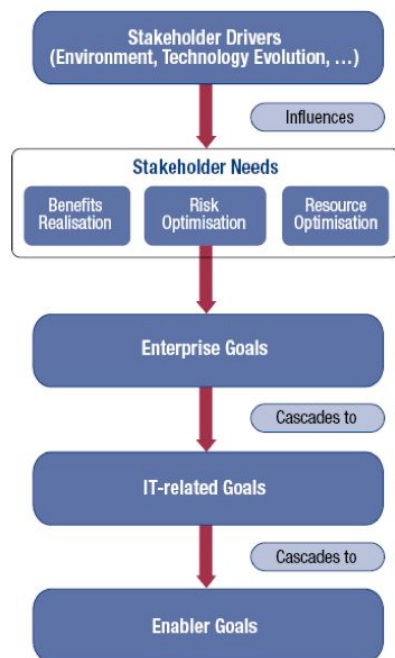 Stakeholder Drivers
(Environment, Technology Evolution, …)
Influences
Stakeholder Needs
Benefits
Realisation
Risk
Optimisation
Resource
Optimisation
Enterprise Goals
Cascades to
IT-related Goals
Cascades to
Enabler Goals